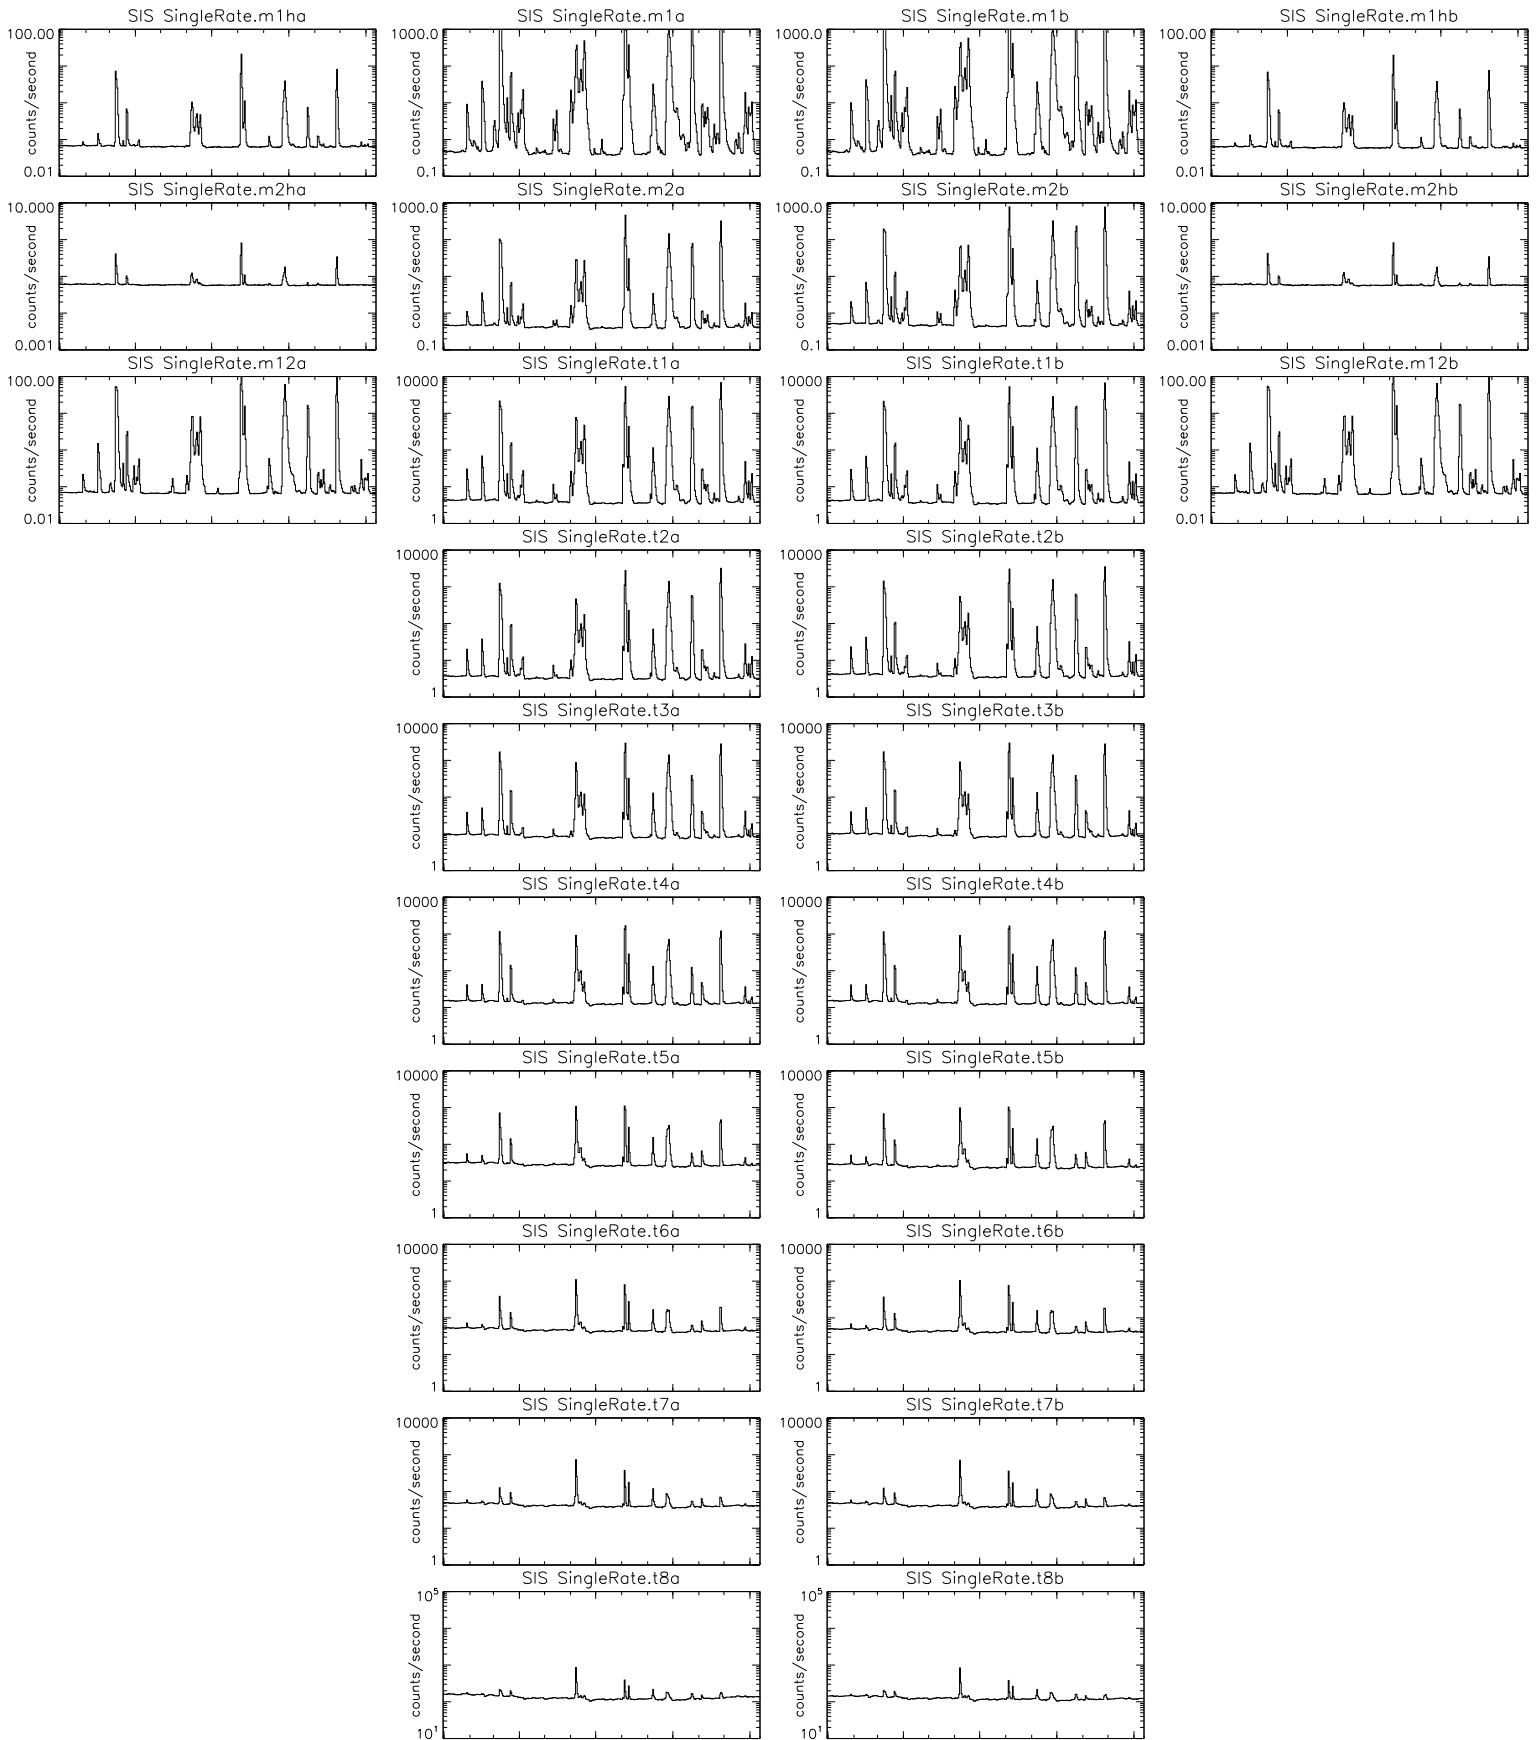 SIS SingleRate.m1ha
100.00
counts/second
0.01
SIS SingleRate.m1a
1000.0
counts/second
0.1
SIS SingleRate.m1b
1000.0
counts/second
0.1
SIS SingleRate.m1hb
100.00
counts/second
0.01
SIS SingleRate.m2ha
10.000
counts/second
0.001
SIS SingleRate.m2a
1000.0
counts/second
0.1
SIS SingleRate.m2b
1000.0
counts/second
0.1
SIS SingleRate.m2hb
10.000
counts/second
0.001
SIS SingleRate.m12a
100.00
counts/second
0.01
SIS SingleRate.t1a
10000
counts/second
1
SIS SingleRate.t1b
10000
counts/second
1
SIS SingleRate.m12b
100.00
counts/second
0.01
SIS SingleRate.t2a
10000
counts/second
1
SIS SingleRate.t2b
10000
counts/second
1
SIS SingleRate.t3a
10000
counts/second
1
SIS SingleRate.t3b
10000
counts/second
1
SIS SingleRate.t4a
10000
counts/second
1
SIS SingleRate.t4b
10000
counts/second
1
SIS SingleRate.t5a
10000
counts/second
1
SIS SingleRate.t5b
10000
counts/second
1
SIS SingleRate.t6a
10000
counts/second
1
SIS SingleRate.t6b
10000
counts/second
1
SIS SingleRate.t7a
10000
counts/second
1
SIS SingleRate.t7b
10000
counts/second
1
SIS SingleRate.t8a
10⁵
counts/second
10¹
SIS SingleRate.t8b
10⁵
counts/second
10¹